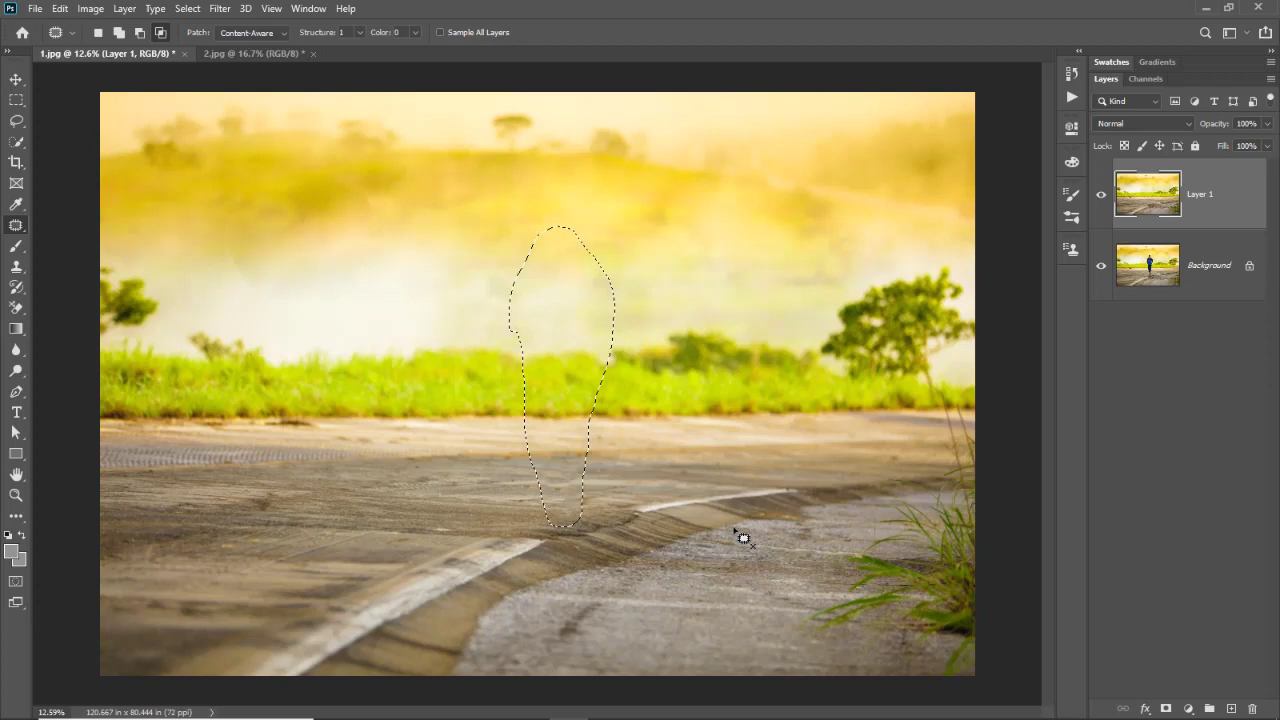 Ps File Edit Image Layer Type Select Filter 3D View Window Help
Patch: Content-Aware Structure: 1 Color: 0 Sample All Layers
1.jpg @ 12.6% (Layer 1, RGB/8) * × 2.jpg @ 16.7% (RGB/8) * ×
Swatches Gradients
Layers Channels
Kind
Normal Opacity: 100%
Lock: Fill: 100%
Layer 1
Background
12.59% 120.667 in x 80.444 in (72 ppi)